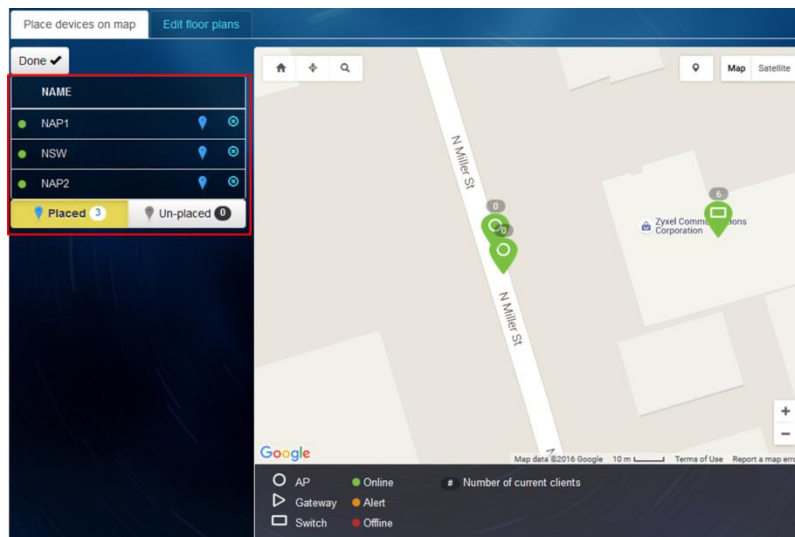 Place devices on map
Edit floor plans
Done
NAME
NAP1
NSW
NAP2
Placed 3
Un-placed 0
Map
Satellite
N Miller St
0
0
6
Zyxel Commu ions
Corporation
N Miller St
N
Google
Map data ©2016 Google
10 m
Terms of Use
Report a map erro
AP
Online
# Number of current clients
Gateway
Alert
Switch
Offline